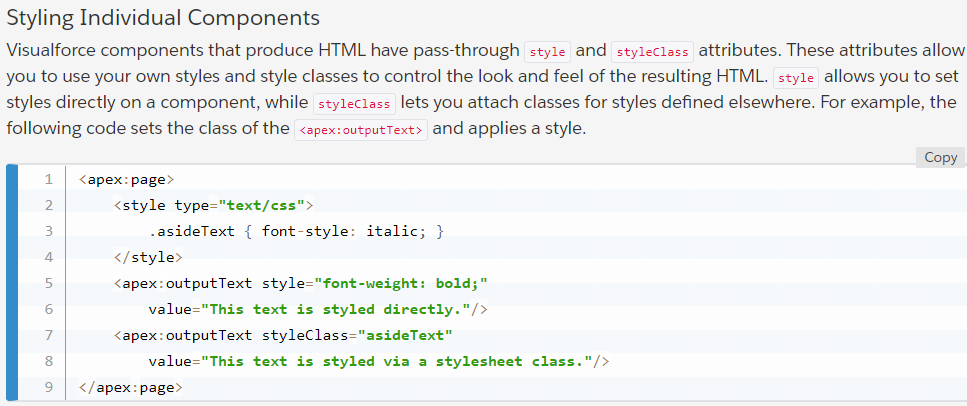 Styling Individual Components
Visualforce components that produce HTML have pass-through style and styleClass attributes. These attributes allow
you to use your own styles and style classes to control the look and feel of the resulting HTML. style allows you to set
styles directly on a component, while styleClass lets you attach classes for styles defined elsewhere. For example, the
following code sets the class of the <apex:outputText> and applies a style.
Copy
1 <apex:page>
2     <style type="text/css">
3         .asideText { font-style: italic; }
4     </style>
5     <apex:outputText style="font-weight: bold;"
6         value="This text is styled directly."/>
7     <apex:outputText styleClass="asideText"
8         value="This text is styled via a stylesheet class."/>
9 </apex:page>